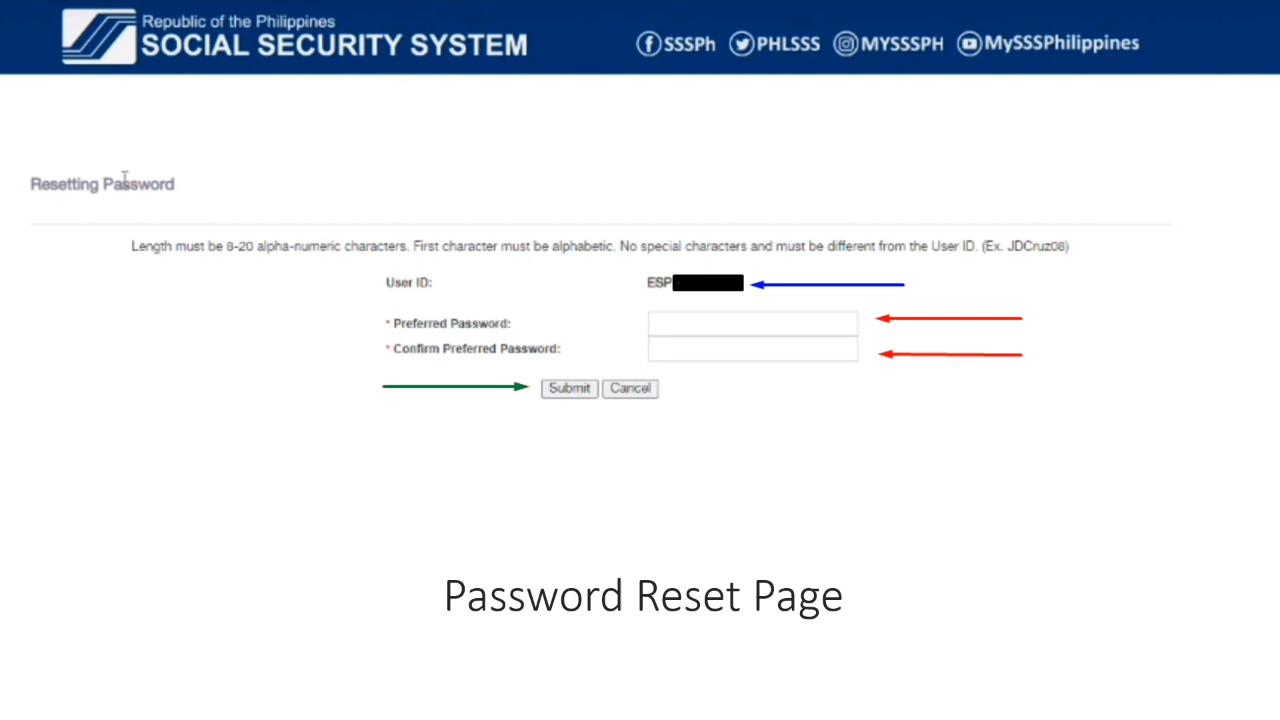 Republic of the Philippines
SOCIAL SECURITY SYSTEM
SSSPh PHLSSS MYSSSPH MySSSPhilippines
Resetting Password
Length must be 8-20 alpha-numeric characters. First character must be alphabetic. No special characters and must be different from the User ID. (Ex. JDCruz08)
User ID: ESP
* Preferred Password:
* Confirm Preferred Password:
Submit Cancel
Password Reset Page